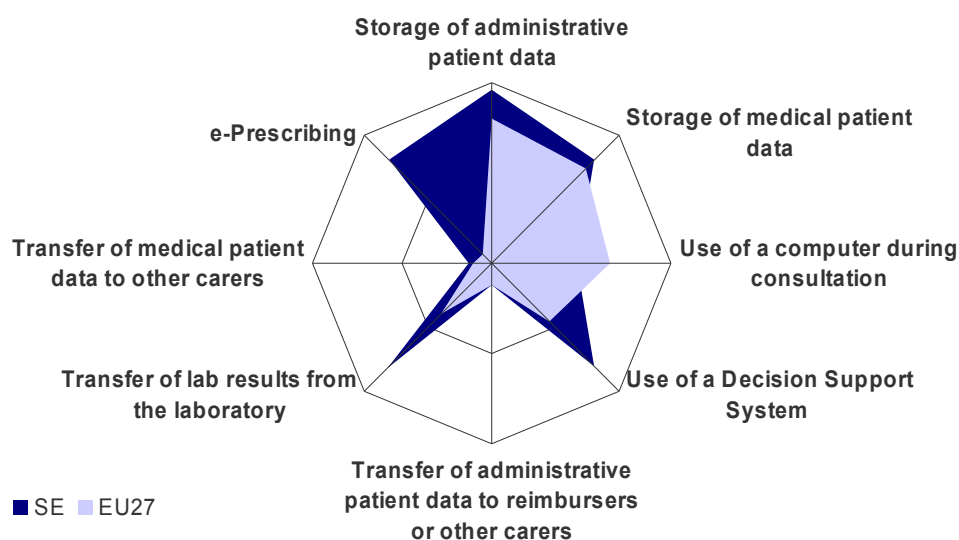 Storage of administrative
patient data
Storage of medical patient
data
Use of a computer during
consultation
Use of a Decision Support
System
Transfer of administrative
patient data to reimbursers
or other carers
Transfer of lab results from
the laboratory
Transfer of medical patient
data to other carers
e-Prescribing
SE EU27